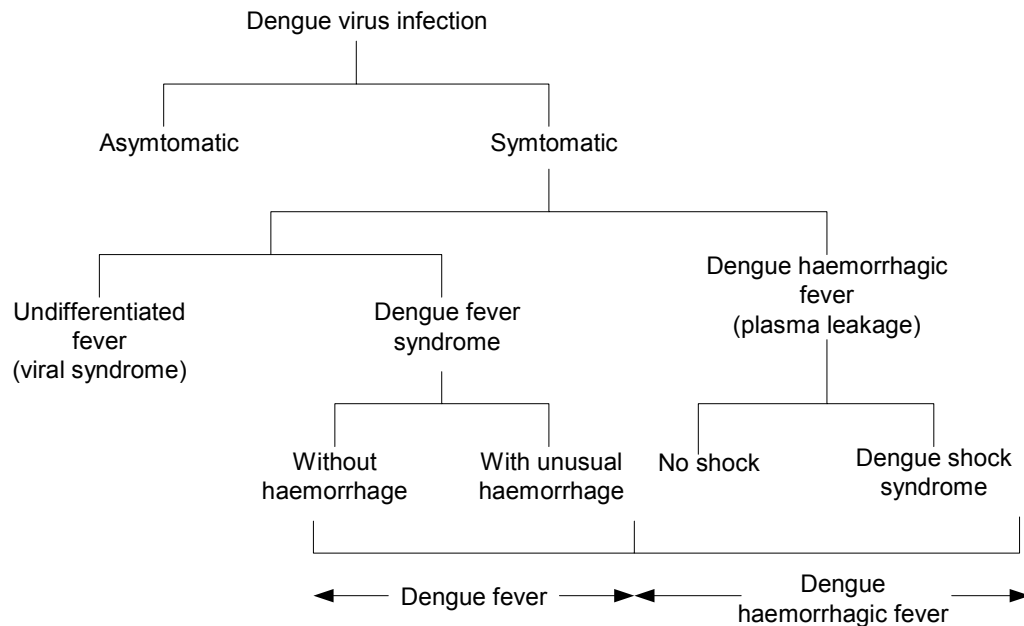 Dengue virus infection
Asymtomatic
Symtomatic
Undifferentiated
fever
(viral syndrome)
Dengue fever
syndrome
Dengue haemorrhagic
fever
(plasma leakage)
Without
haemorrhage
With unusual
haemorrhage
No shock
Dengue shock
syndrome
Dengue fever
Dengue
haemorrhagic fever